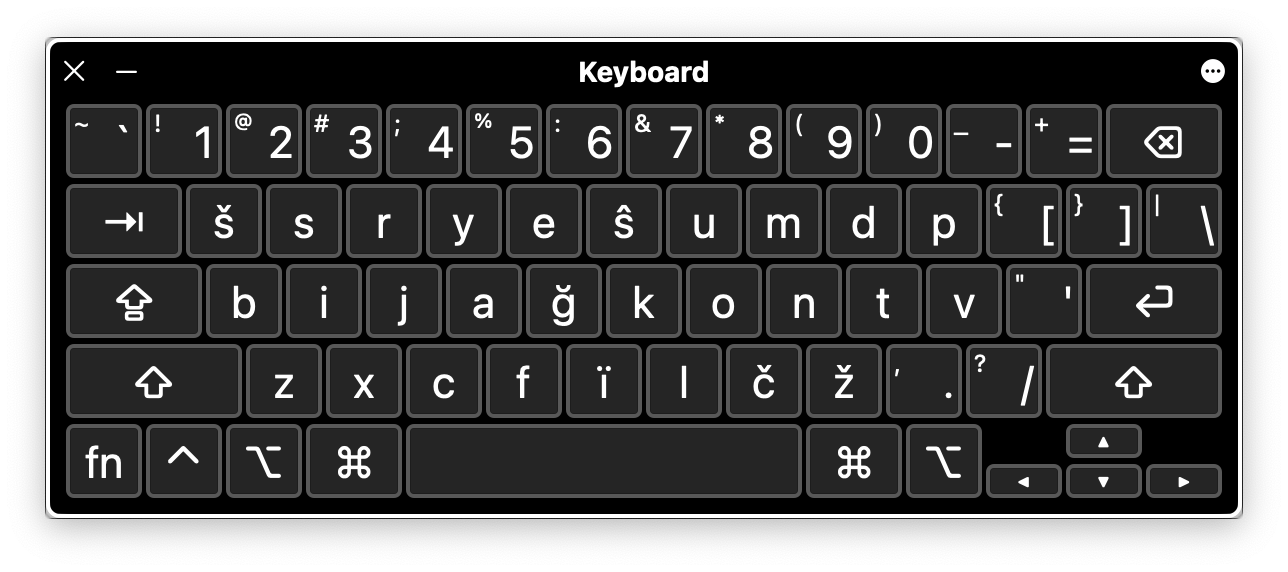 Keyboard
~ ` ! 1 @ 2 # 3 ; 4 % 5 : 6 & 7 * 8 ( 9 ) 0 _ - + =
š s r y e ŝ u m d p { [ } ] | \
b i j a ğ k o n t v " '
z x c f ï l č ž , . ? /
fn ^ ⌥ ⌘ ⌘ ⌥